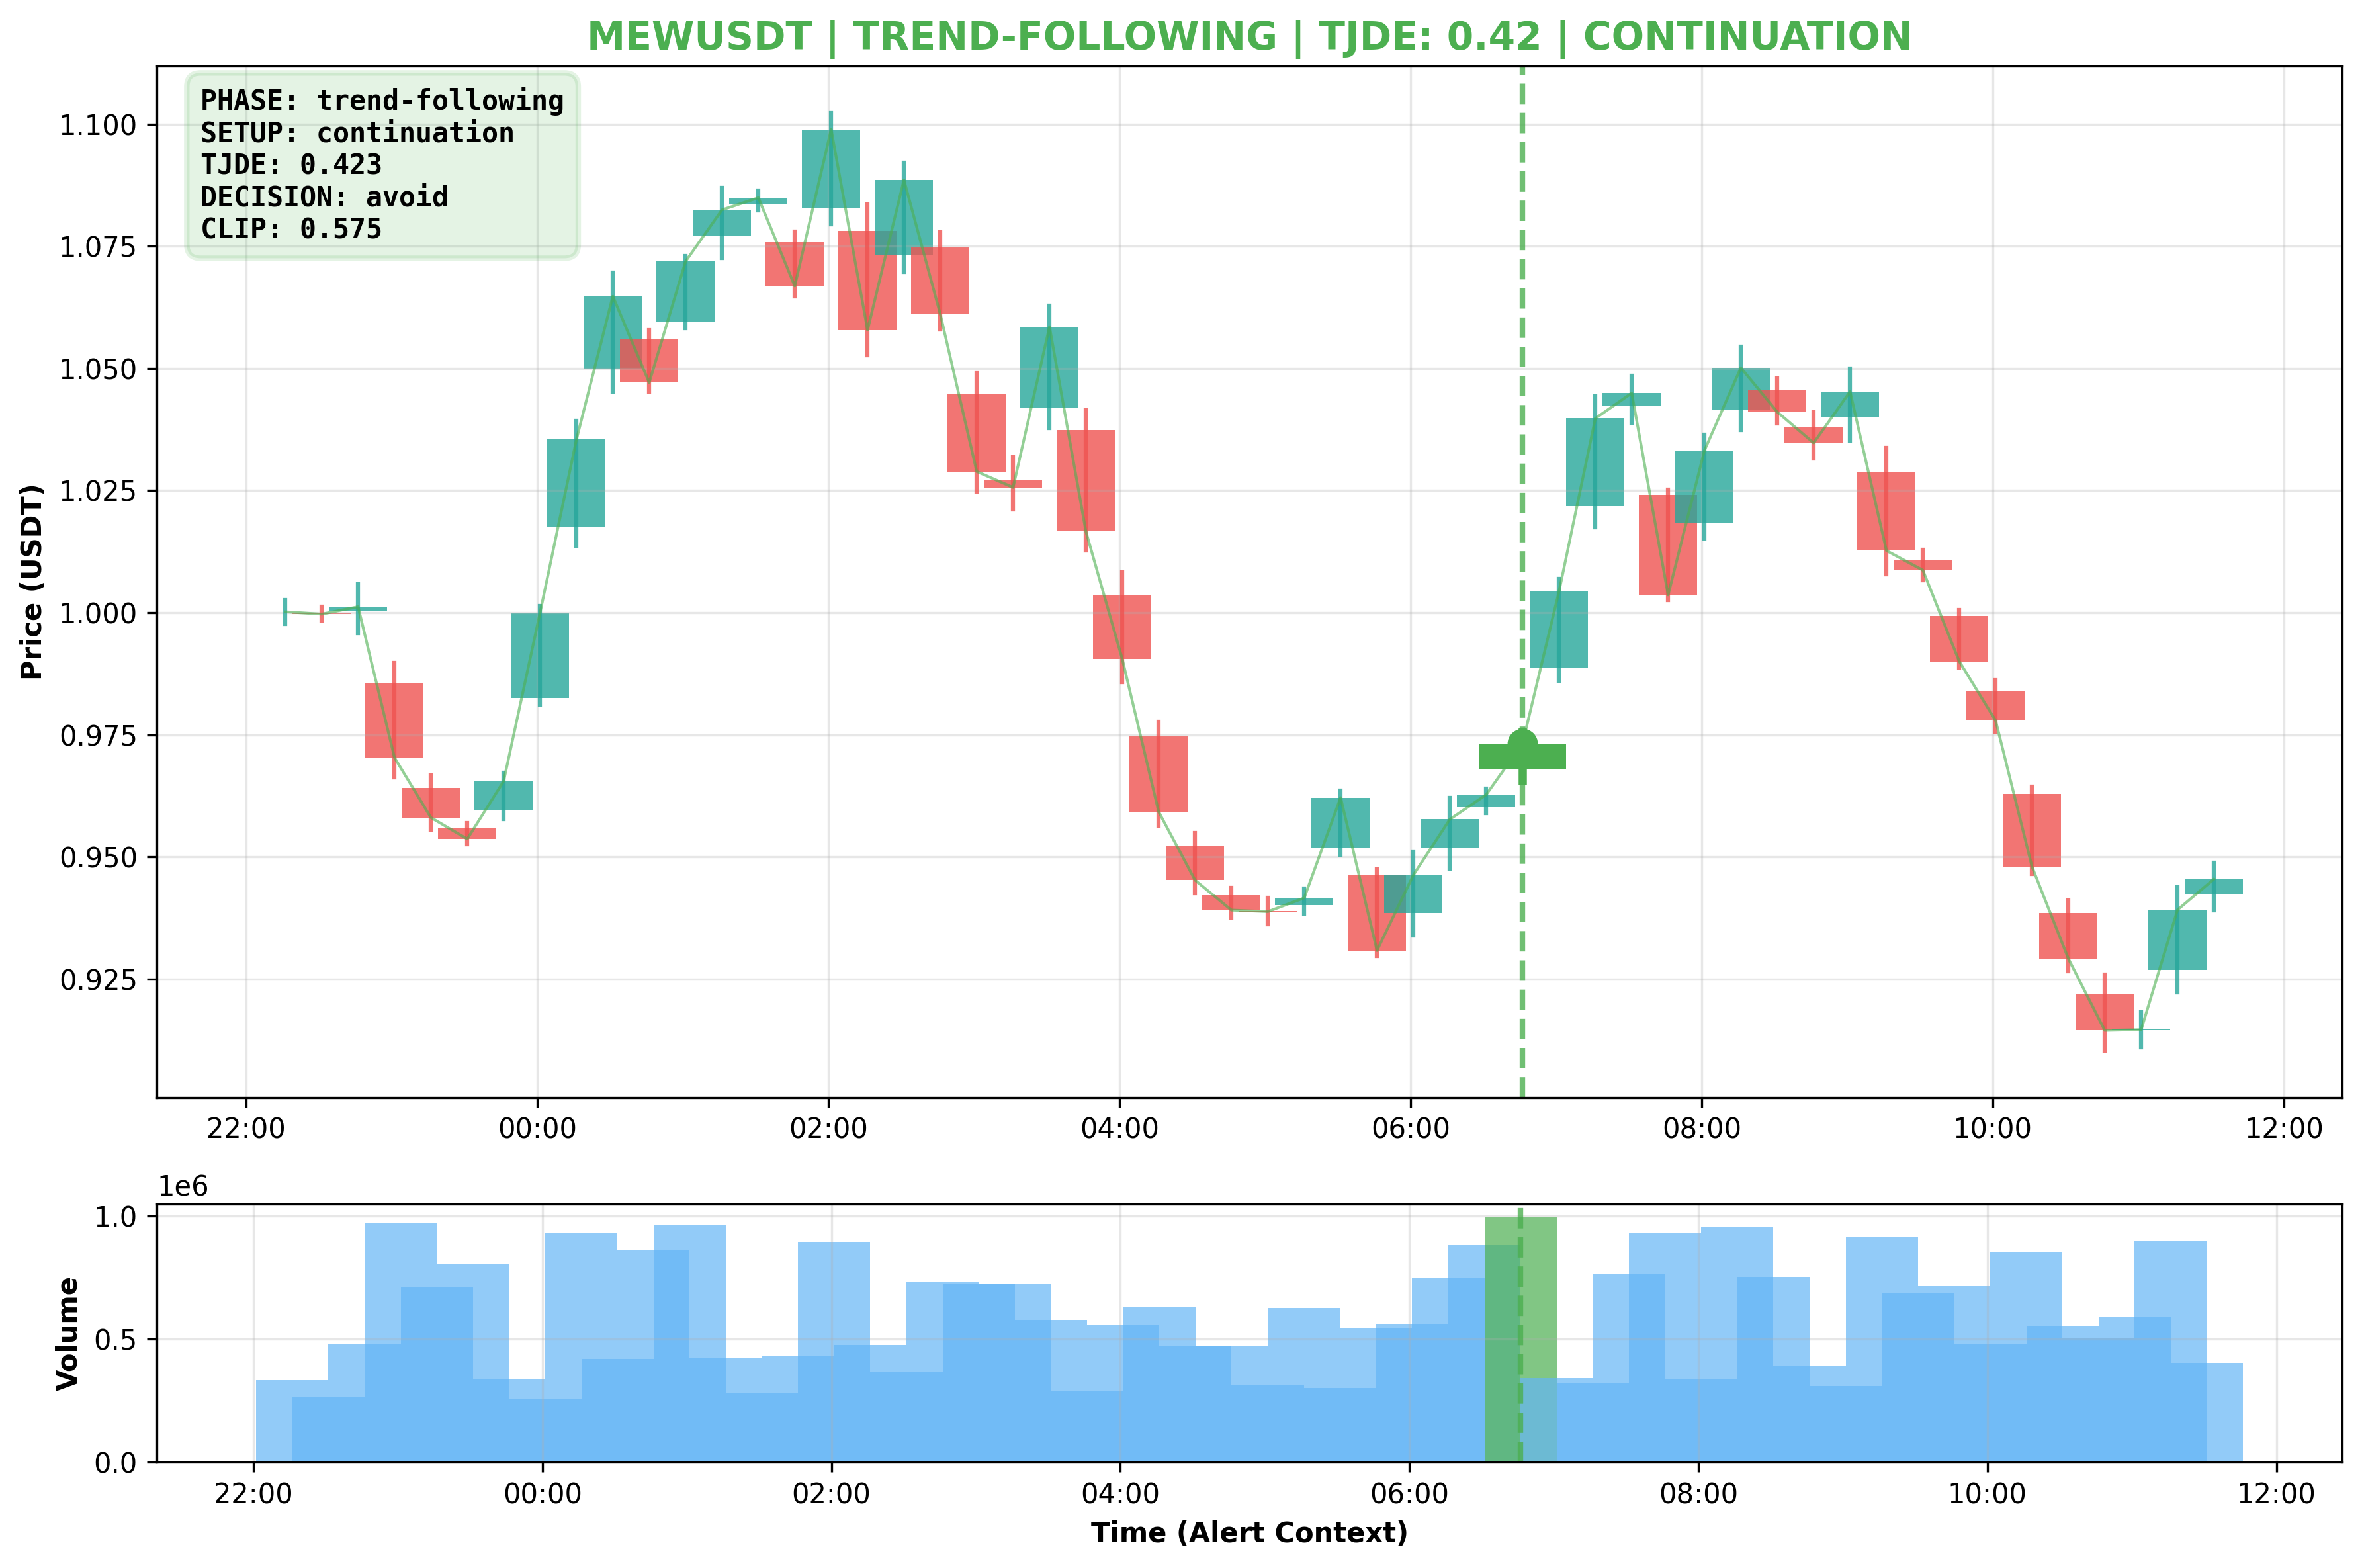 MEWUSDT | TREND-FOLLOWING | TJDE: 0.42 | CONTINUATION
PHASE: trend-following
SETUP: continuation
TJDE: 0.423
DECISION: avoid
CLIP: 0.575
Price (USDT)
1.100
1.075
1.050
1.025
1.000
0.975
0.950
0.925
22:00 00:00 02:00 04:00 06:00 08:00 10:00 12:00
1e6
Volume
1.0
0.5
0.0
22:00 00:00 02:00 04:00 06:00 08:00 10:00 12:00
Time (Alert Context)